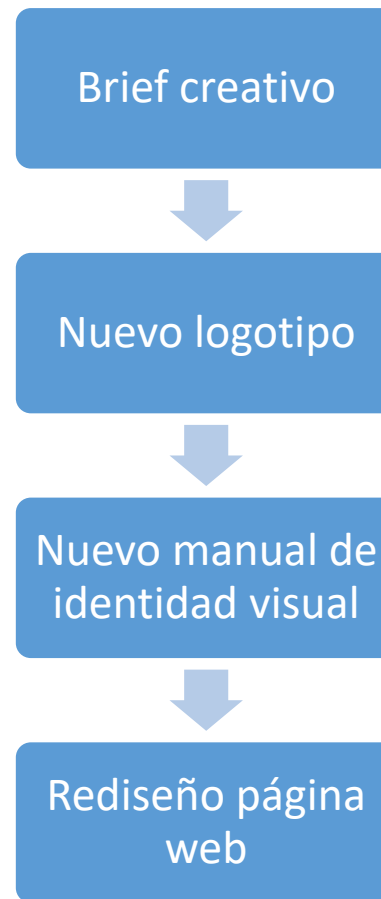 Brief creativo
Nuevo logotipo
Nuevo manual de
identidad visual
Rediseño página
web